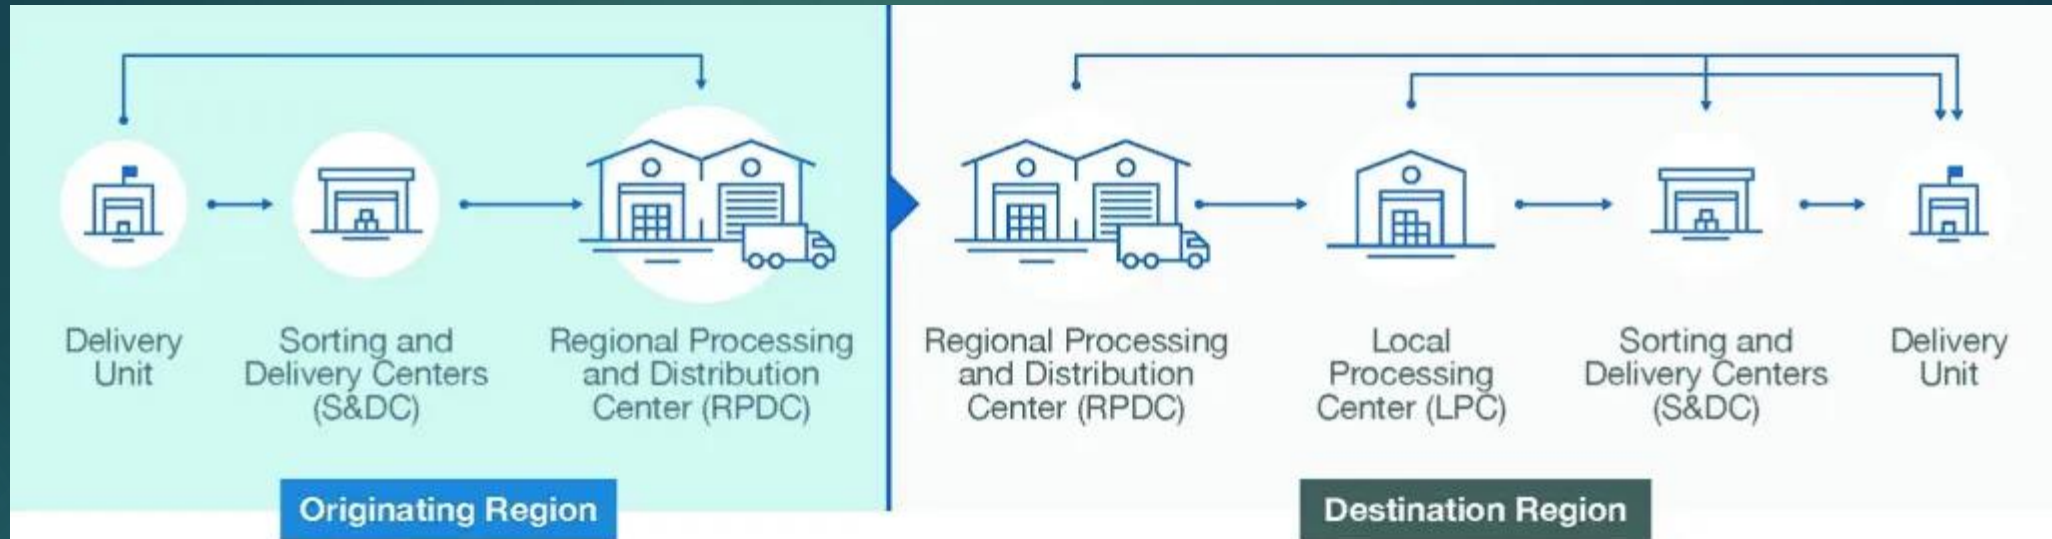 Delivery
Unit
Sorting and
Delivery Centers
(S&DC)
Regional Processing
and Distribution
Center (RPDC)
Regional Processing
and Distribution
Center (RPDC)
Local
Processing
Center (LPC)
Sorting and
Delivery Centers
(S&DC)
Delivery
Unit
Originating Region
Destination Region